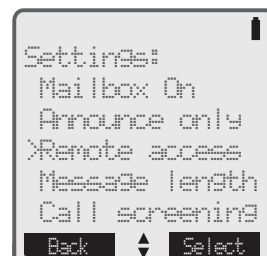 Settings:
Mailbox On
Announce only
Remote access
Message length
Call screening
Back Select